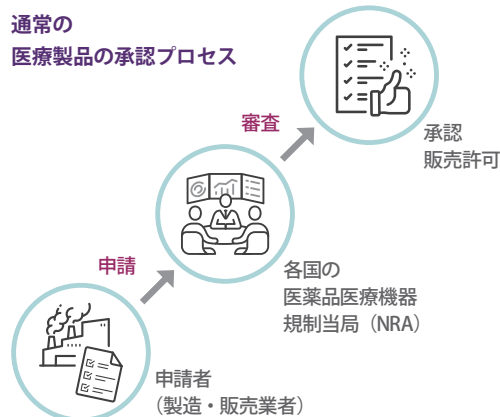 通常の
医療製品の承認プロセス
審査
承認
販売許可
申請
各国の
医薬品医療機器
規制当局（NRA）
申請者
（製造・販売業者）